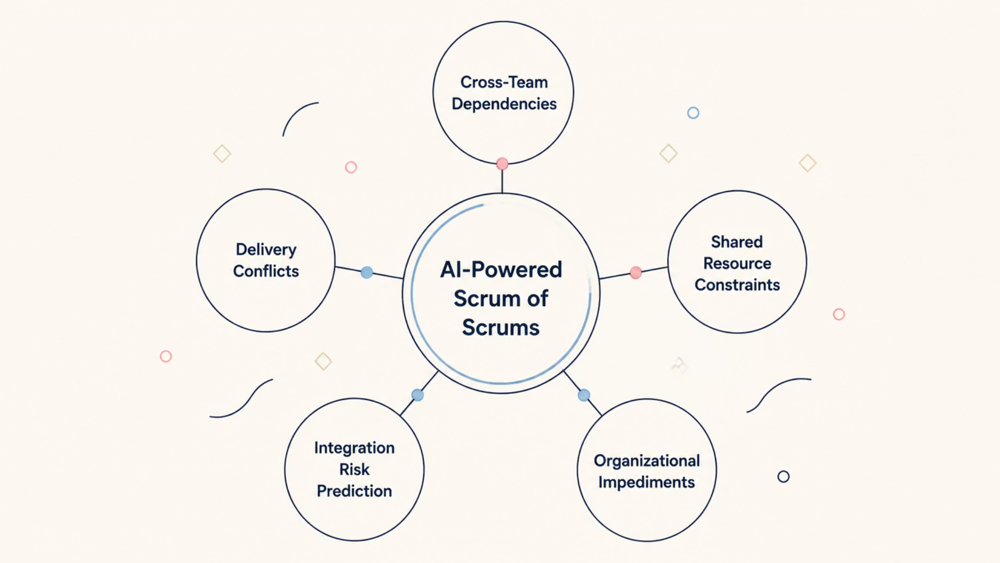 Cross-Team
Dependencies
Delivery
Conflicts
AI-Powered
Scrum of
Scrums
Shared
Resource
Constraints
Integration
Risk
Prediction
Organizational
Impediments